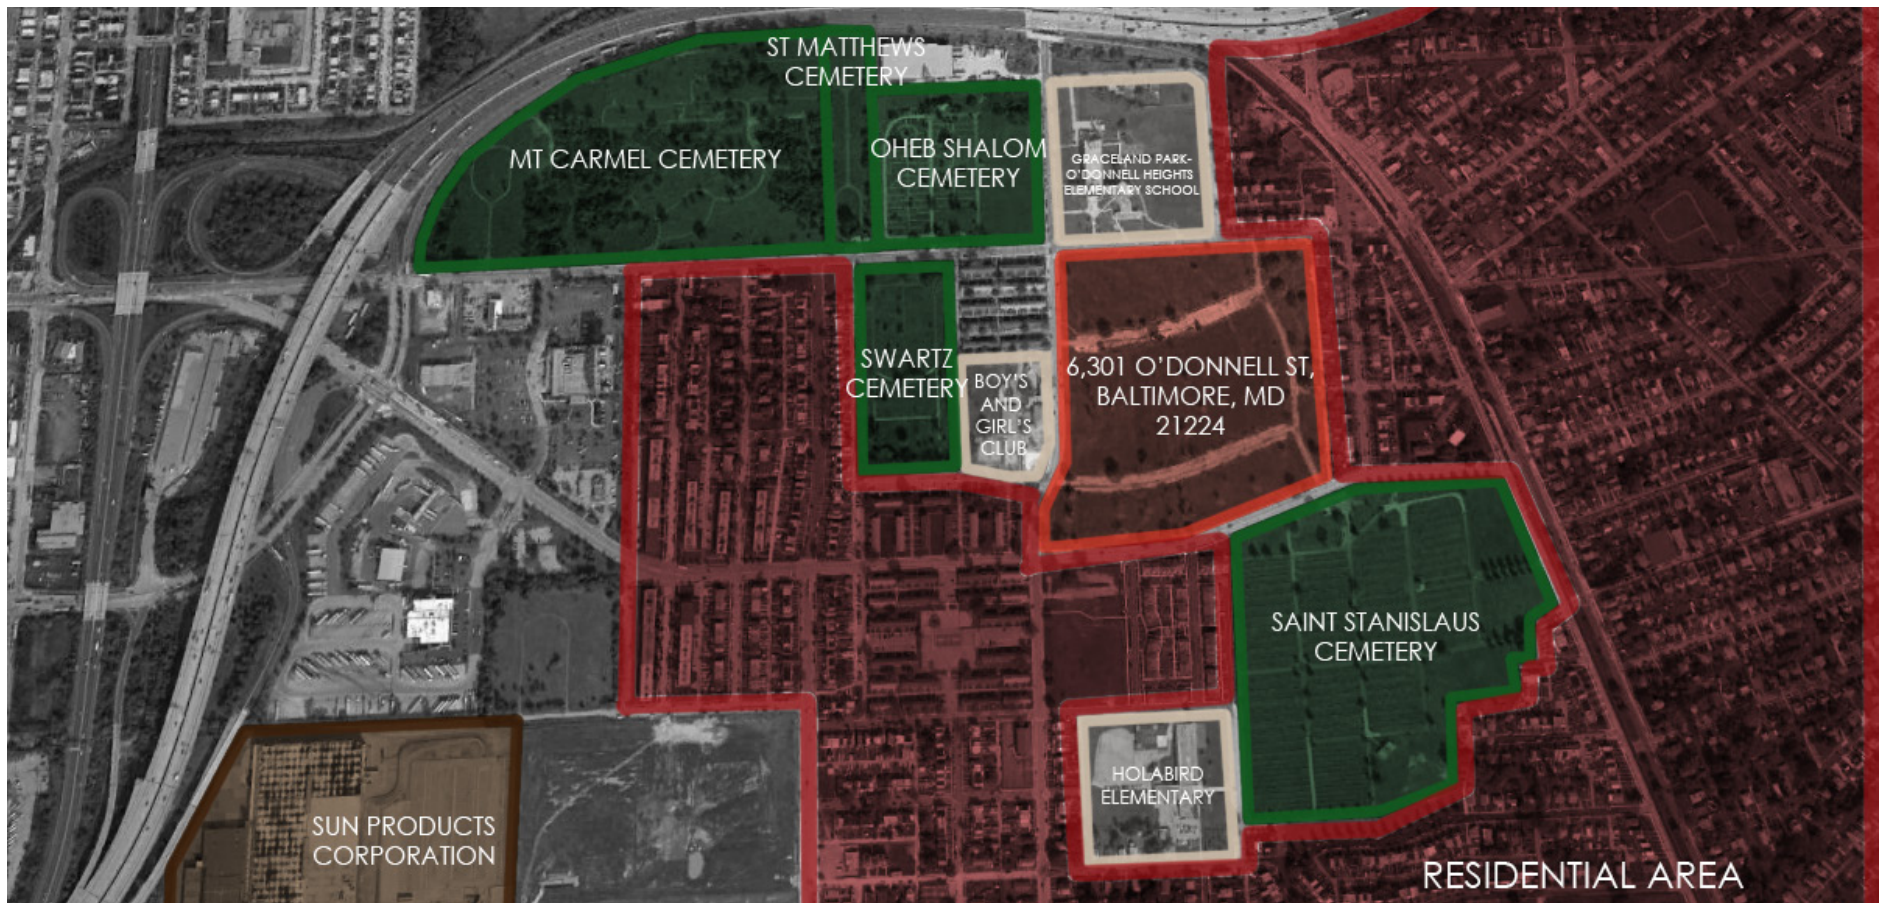 ST MATTHEWS
CEMETERY
MT CARMEL CEMETERY
OHEB SHALOM
CEMETERY
GRACELAND PARK-
O'DONNELL HEIGHTS
ELEMENTARY SCHOOL
SWARTZ
CEMETERY
BOY'S
AND
GIRL'S
CLUB
6,301 O'DONNELL ST,
BALTIMORE, MD
21224
SAINT STANISLAUS
CEMETERY
HOLABIRD
ELEMENTARY
SUN PRODUCTS
CORPORATION
RESIDENTIAL AREA